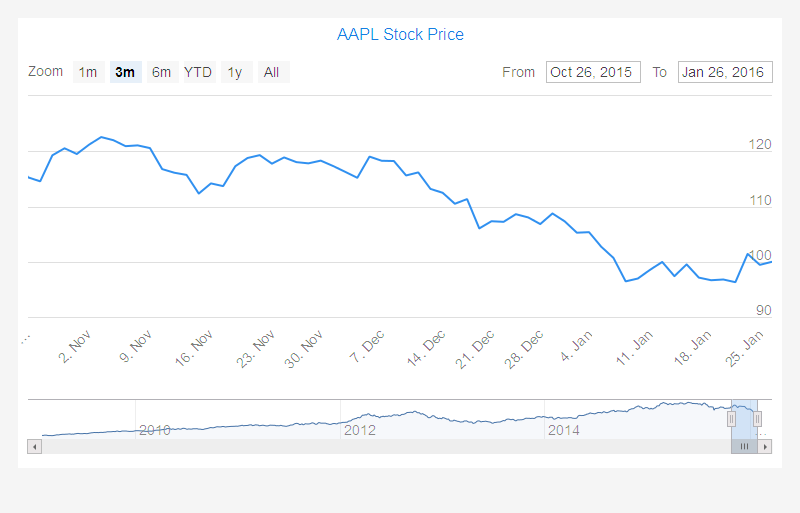 AAPL Stock Price
Zoom 1m 3m 6m YTD 1y All From Oct 26, 2015 To Jan 26, 2016
120
110
100
90
... 2. Nov 9. Nov 16. Nov 23. Nov 30. Nov 7. Dec 14. Dec 21. Dec 28. Dec 4. Jan 11. Jan 18. Jan 25. Jan
2010 2012 2014 ...